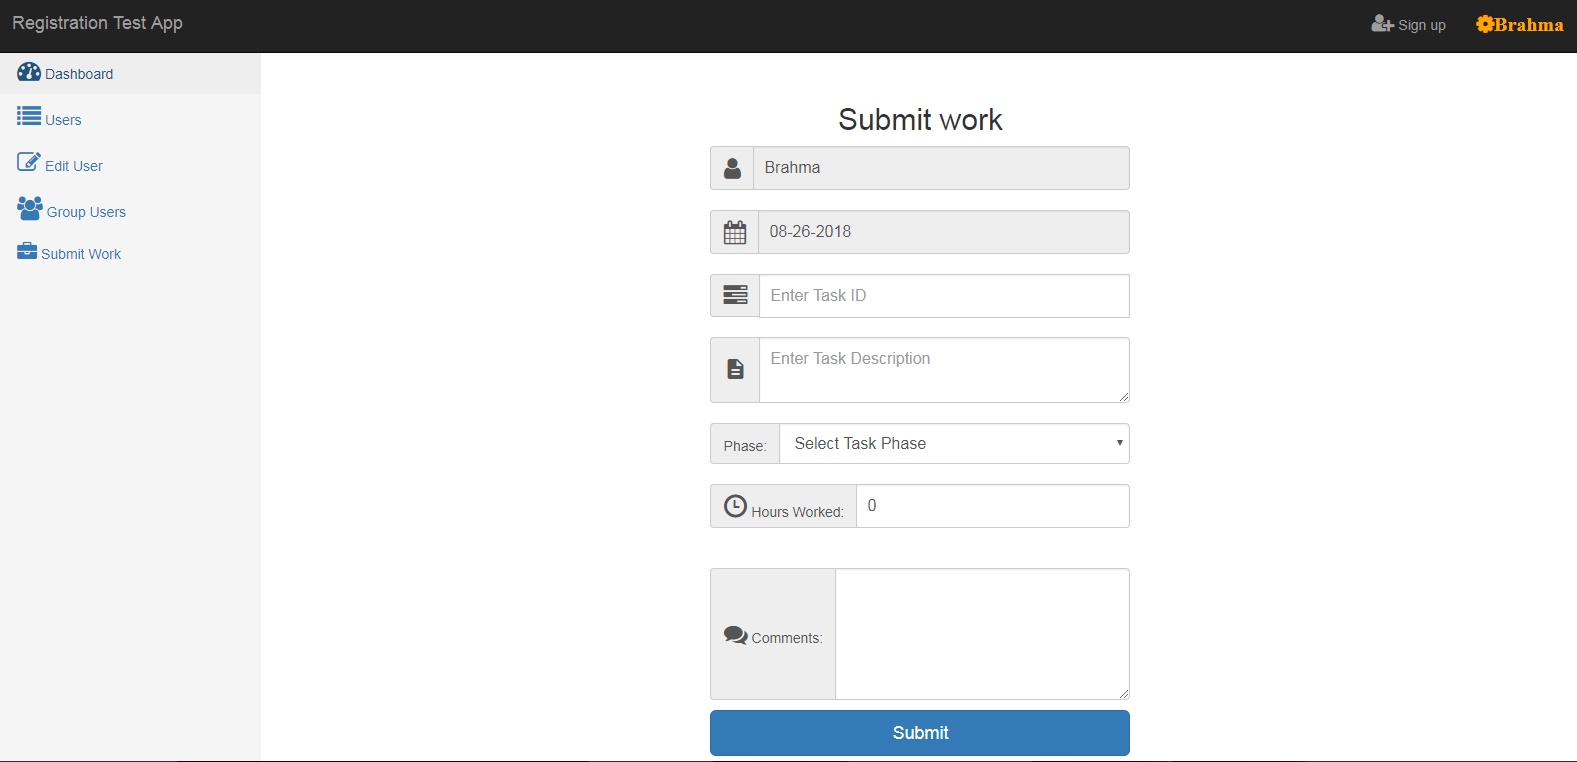 Registration Test App
Sign up
Brahma
Dashboard
Users
Edit User
Group Users
Submit Work
Submit work
Brahma
08-26-2018
Enter Task ID
Enter Task Description
Phase: Select Task Phase
Hours Worked: 0
Comments:
Submit